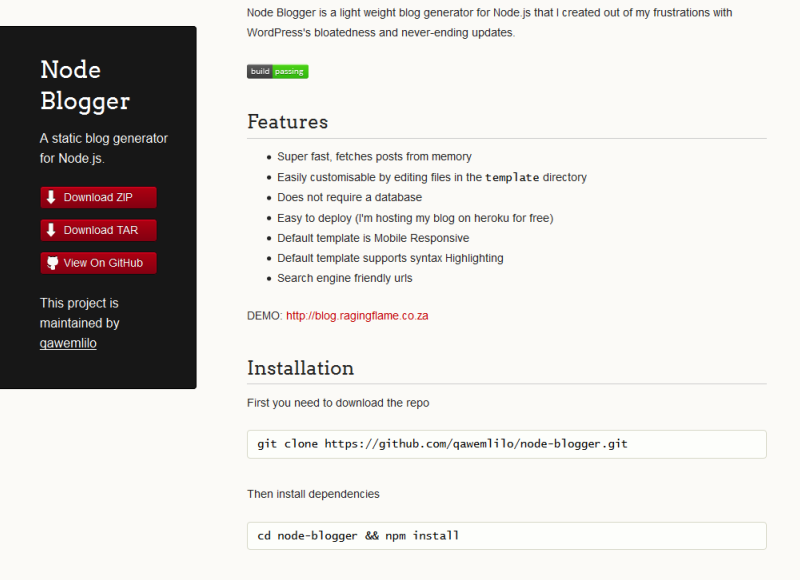 Node
Blogger
A static blog generator
for Node.js.
Download ZIP
Download TAR
View On GitHub
This project is
maintained by
qawemlilo
Node Blogger is a light weight blog generator for Node.js that I created out of my frustrations with
WordPress's bloatedness and never-ending updates.
build passing
Features
Super fast, fetches posts from memory
Easily customisable by editing files in the template directory
Does not require a database
Easy to deploy (I'm hosting my blog on heroku for free)
Default template is Mobile Responsive
Default template supports syntax Highlighting
Search engine friendly urls
DEMO: http://blog.ragingflame.co.za
Installation
First you need to download the repo
git clone https://github.com/qawemlilo/node-blogger.git
Then install dependencies
cd node-blogger && npm install